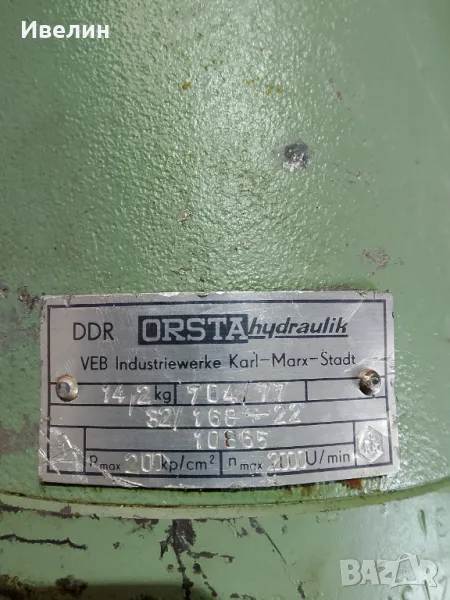 Ивелин
DDR ORSTA hydraulik
VEB Industriewerke Karl-Marx-Stadt
14,2 kg 704/77
10865
Pmax 200 kp/cm² nmax 2000 U/min
BAZAR